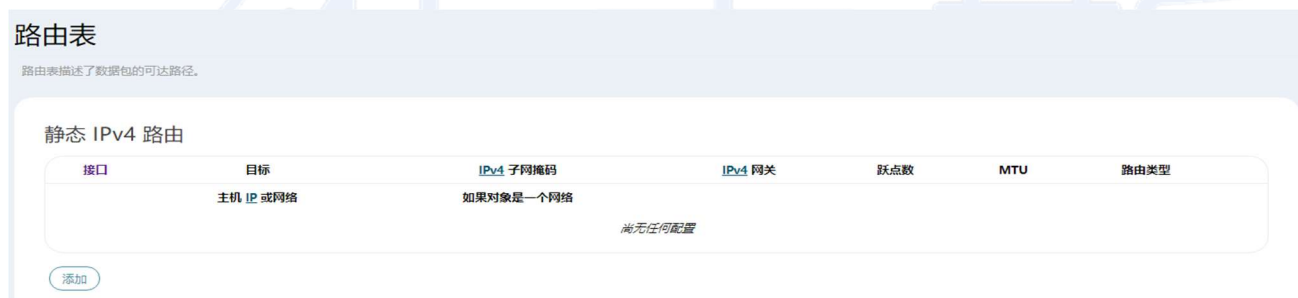 路由表
路由表描述了数据包的可达路径。
静态 IPv4 路由
接口 目标 IPv4 子网掩码 IPv4 网关 跃点数 MTU 路由类型
主机 IP 或网络 如果对象是一个网络
尚无任何配置
添加